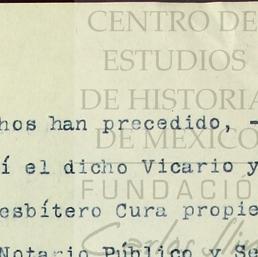 CENTRO DE
ESTUDIOS
DE HISTORIA
DE MÉXICO
FUNDACIÓ
Carlos
hos han precedido, -
í el dicho Vicario y
esbítero Cura propie
Notario Público y Se